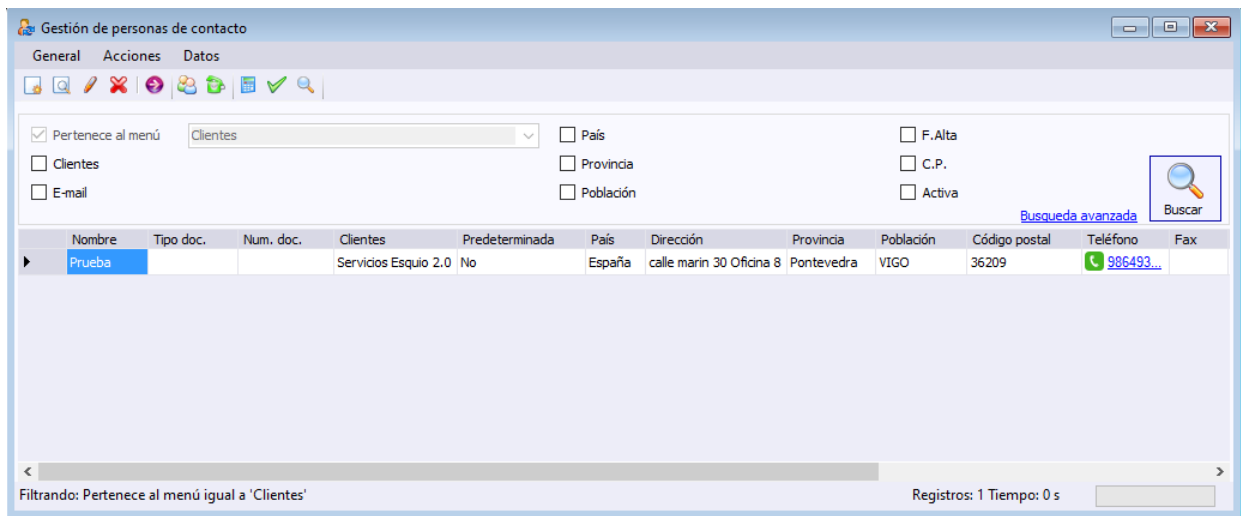 Gestión de personas de contacto
General Acciones Datos
Pertenece al menú Clientes País F.Alta
Clientes Provincia C.P.
E-mail Población Activa
Busqueda avanzada Buscar
Nombre Tipo doc. Num. doc. Clientes Predeterminada País Dirección Provincia Población Código postal Teléfono Fax
Prueba Servicios Esquio 2.0 No España calle marin 30 Oficina 8 Pontevedra VIGO 36209 986493...
Filtrando: Pertenece al menú igual a 'Clientes' Registros: 1 Tiempo: 0 s